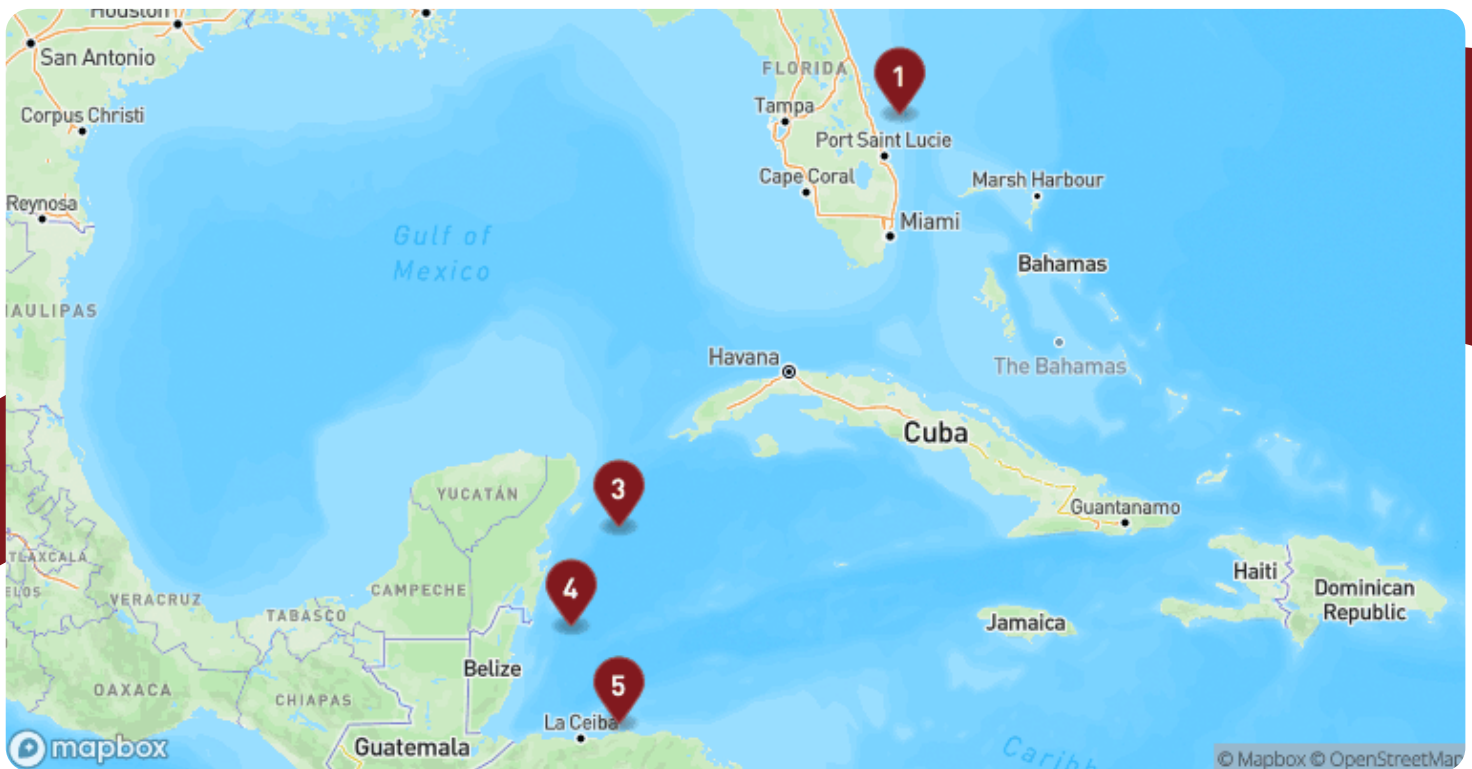 Houston
San Antonio
FLORIDA
1
Tampa
Corpus Christi
Port Saint Lucie
Cape Coral
Marsh Harbour
Reynosa
Miami
Gulf of
Mexico
Bahamas
AULIPAS
Havana
The Bahamas
Cuba
3
YUCATÁN
Guantanamo
TLAXCALA
4
Haiti
ELOS
CAMPECHE
Dominican
Republic
VERACRUZ
TABASCO
Jamaica
Belize
5
OAXACA
CHIAPAS
La Ceiba
Guatemala
mapbox
Caribb
© Mapbox © OpenStreetMap